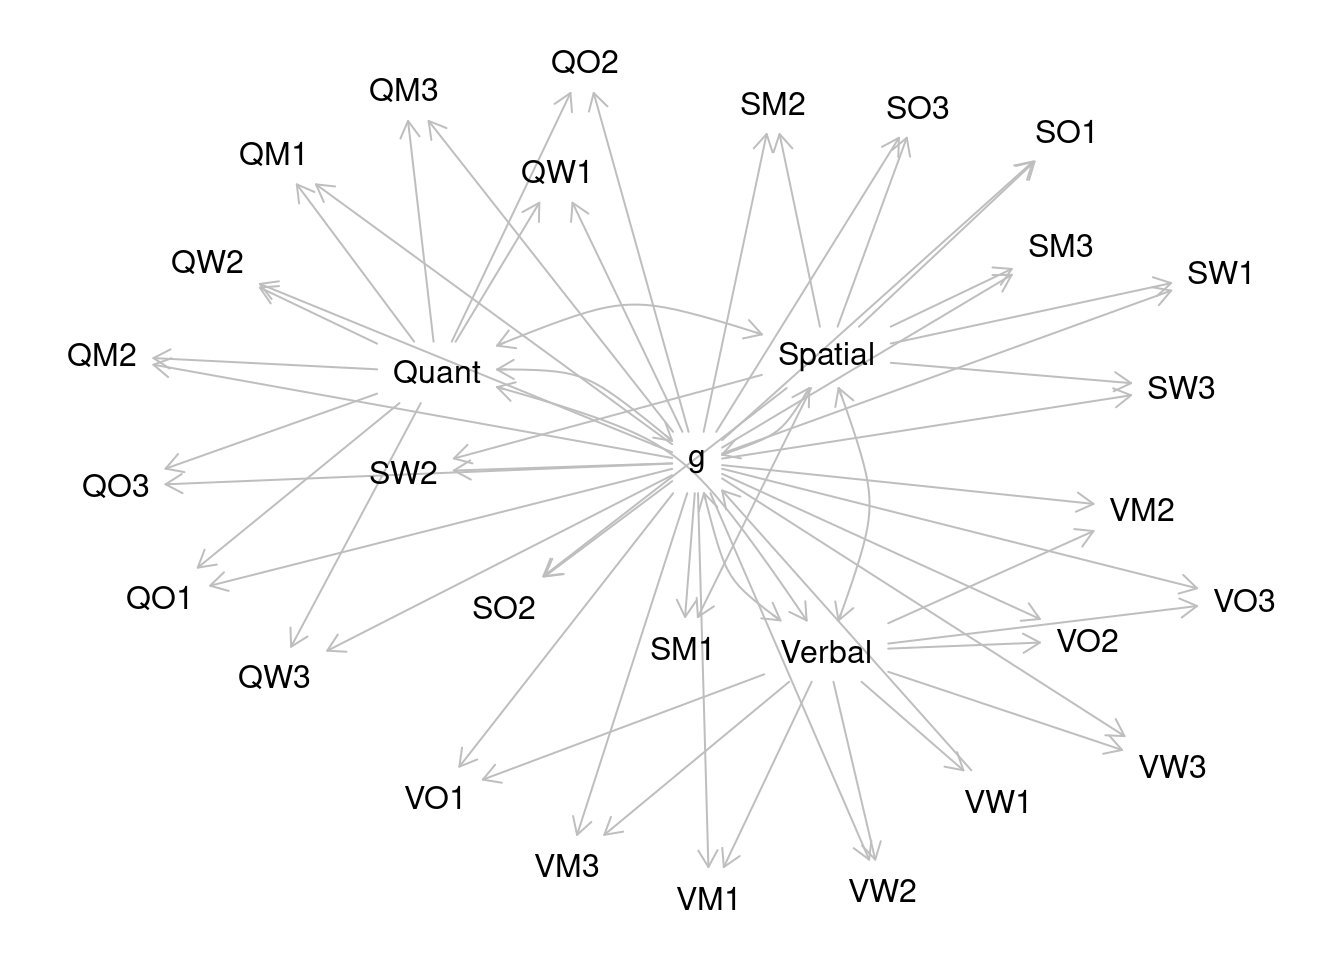 QO2
QM3
SM2
SO3
SO1
QM1
QW1
SM3
QW2
SW1
QM2
Spatial
Quant
SW3
g
SW2
QO3
VM2
QO1
VO3
SO2
VO2
SM1
Verbal
QW3
VW3
VO1
VW1
VM3
VW2
VM1